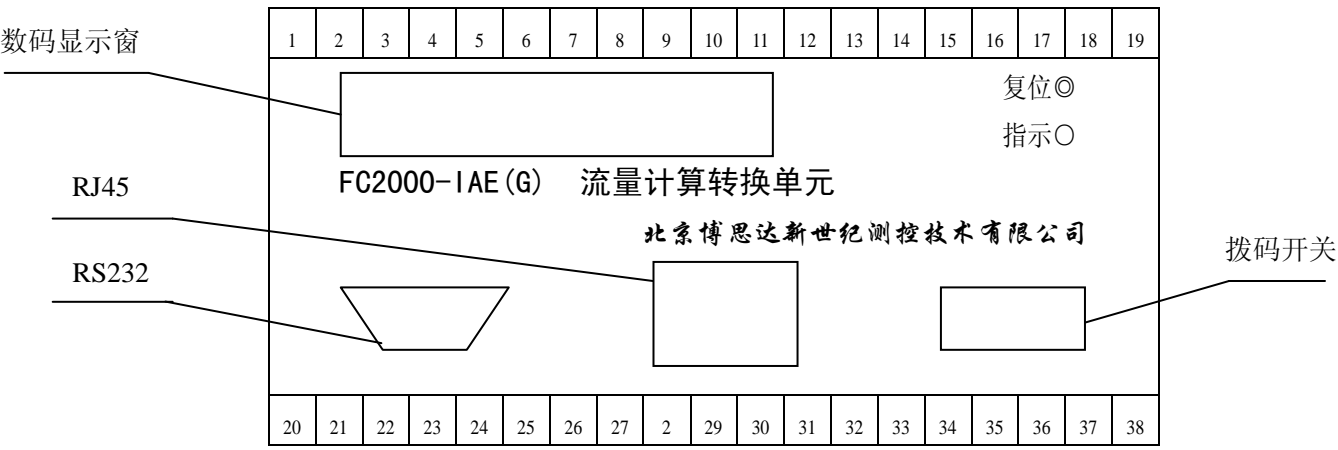 数码显示窗
1 2 3 4 5 6 7 8 9 10 11 12 13 14 15 16 17 18 19
复位◎
指示○
RJ45
FC2000-IAE(G) 流量计算转换单元
北京博思达新世纪测控技术有限公司
拨码开关
RS232
20 21 22 23 24 25 26 27 2 29 30 31 32 33 34 35 36 37 38